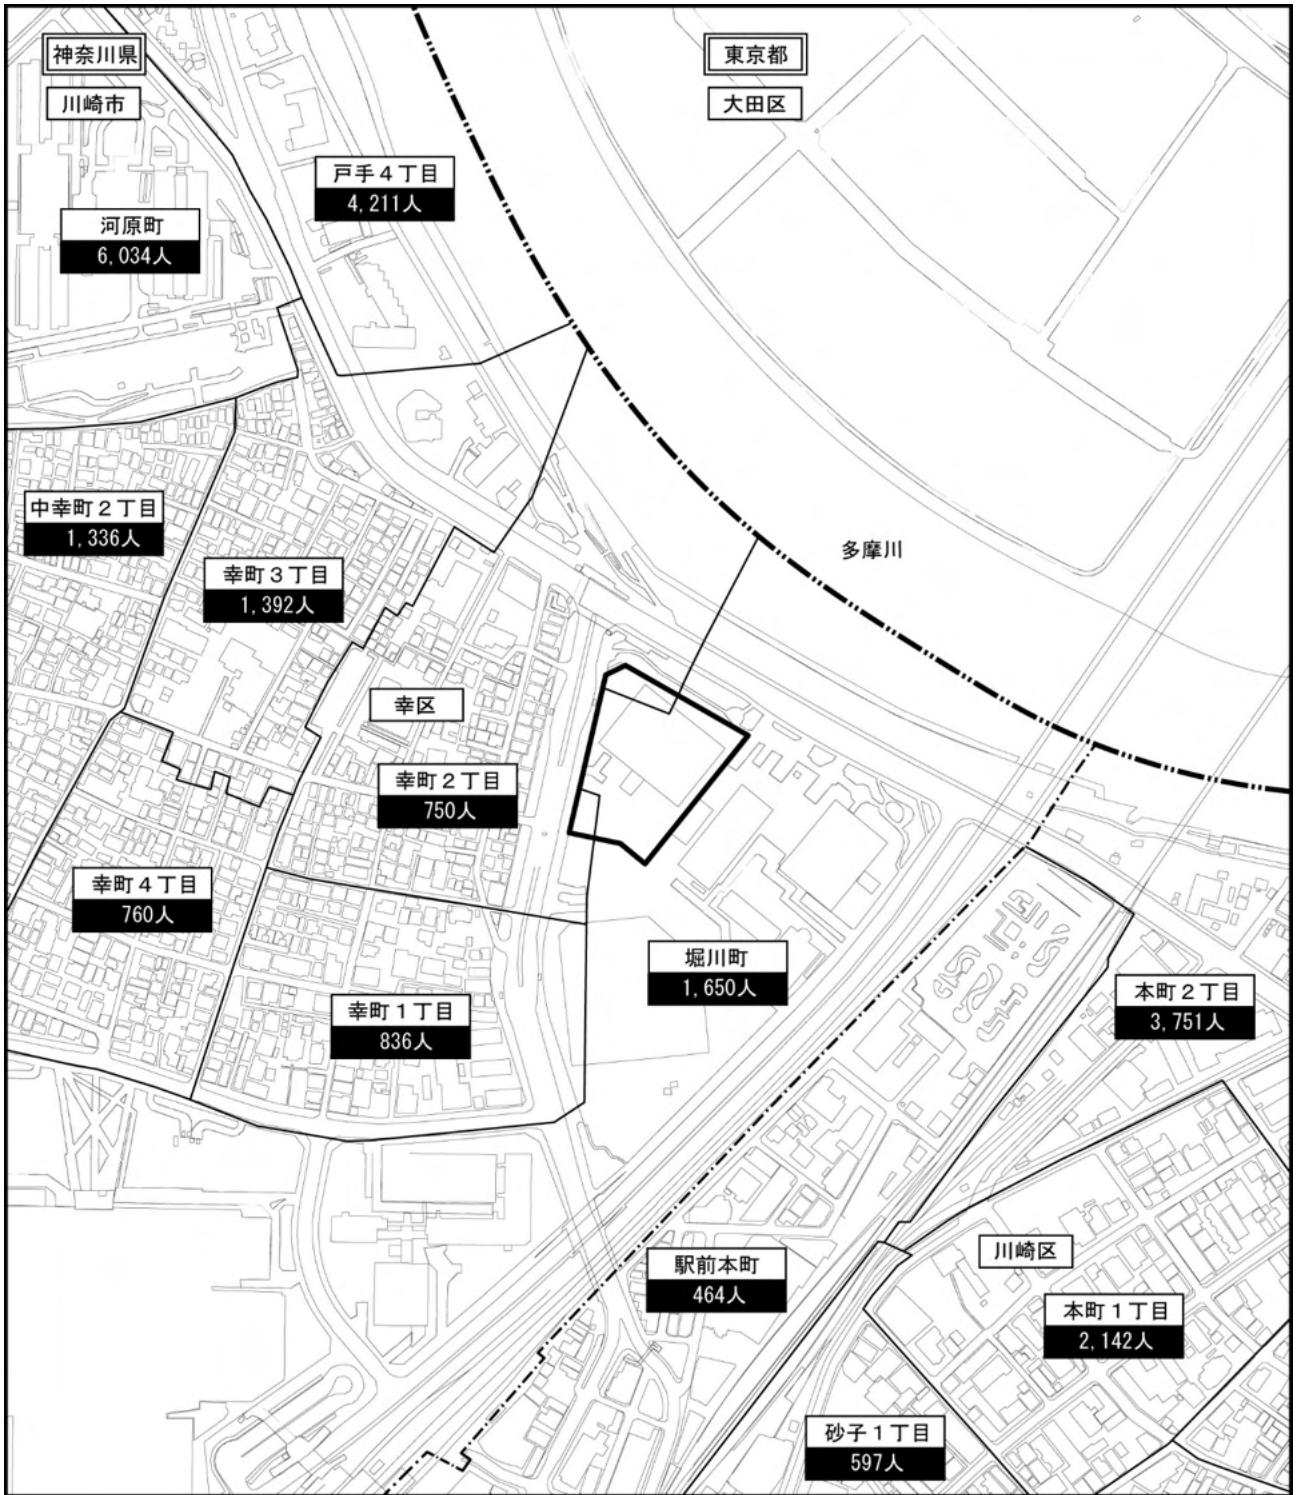 神奈川県
東京都
川崎市
大田区
戸手4丁目
4,211人
河原町
6,034人
中幸町2丁目
1,336人
多摩川
幸町3丁目
1,392人
幸区
幸町2丁目
750人
幸町4丁目
760人
堀川町
1,650人
本町2丁目
3,751人
幸町1丁目
836人
川崎区
駅前本町
464人
本町1丁目
2,142人
砂子1丁目
597人